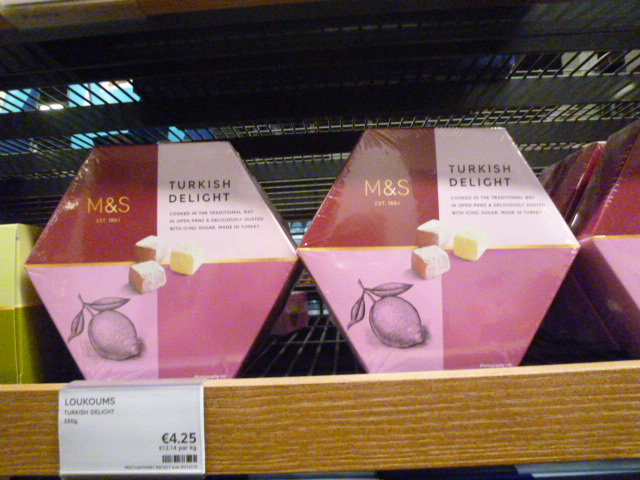 M&S
EST. 1884
TURKISH
DELIGHT
COOKED IN THE TRADITIONAL WAY
IN OPEN PANS & DELICIOUSLY DUSTED
WITH ICING SUGAR. MADE IN TURKEY
M&S
EST. 1884
TURKISH
DELIGHT
COOKED IN THE TRADITIONAL WAY
IN OPEN PANS & DELICIOUSLY DUSTED
WITH ICING SUGAR. MADE IN TURKEY
LOUKOUMS
TURKISH DELIGHT
350g
€4.25
€12.14 per kg